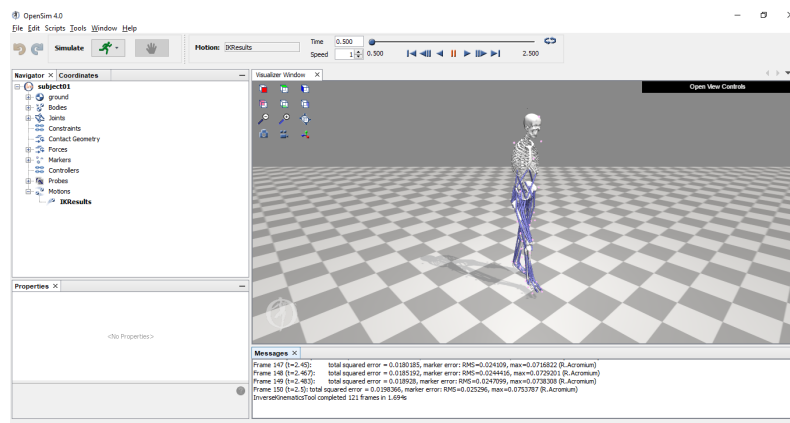 OpenSim 4.0
File Edit Scripts Tools Window Help
Simulate
Motion: IKResults
Time 0.500
Speed 1 0.500 2.500
Navigator × Coordinates
subject01
ground
Bodies
Joints
Constraints
Contact Geometry
Forces
Markers
Controllers
Probes
Motions
IKResults
Properties ×
<No Properties>
Visualizer Window ×
Open View Controls
Messages ×
Frame 147 (t=2.45): total squared error = 0.0180185, marker error: RMS=0.024109, max=0.0716822 (R.Acromium)
Frame 148 (t=2.467): total squared error = 0.0185192, marker error: RMS=0.0244416, max=0.0729201 (R.Acromium)
Frame 149 (t=2.483): total squared error = 0.018928, marker error: RMS=0.0247099, max=0.0738308 (R.Acromium)
Frame 150 (t=2.5): total squared error = 0.0198366, marker error: RMS=0.025296, max=0.0753787 (R.Acromium)
InverseKinematicsTool completed 121 frames in 1.694s